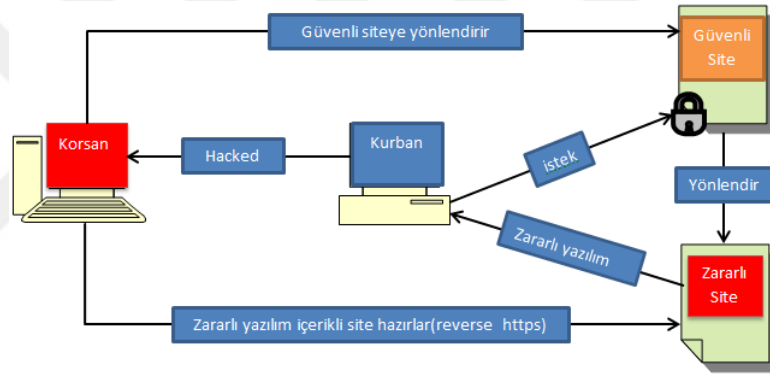 Güvenli siteye yönlendirir
Güvenli
Site
Korsan
Hacked
Kurban
istek
Yönlendir
Zararlı yazılım
Zararlı
Site
Zararlı yazılım içerikli site hazırlar(reverse https)